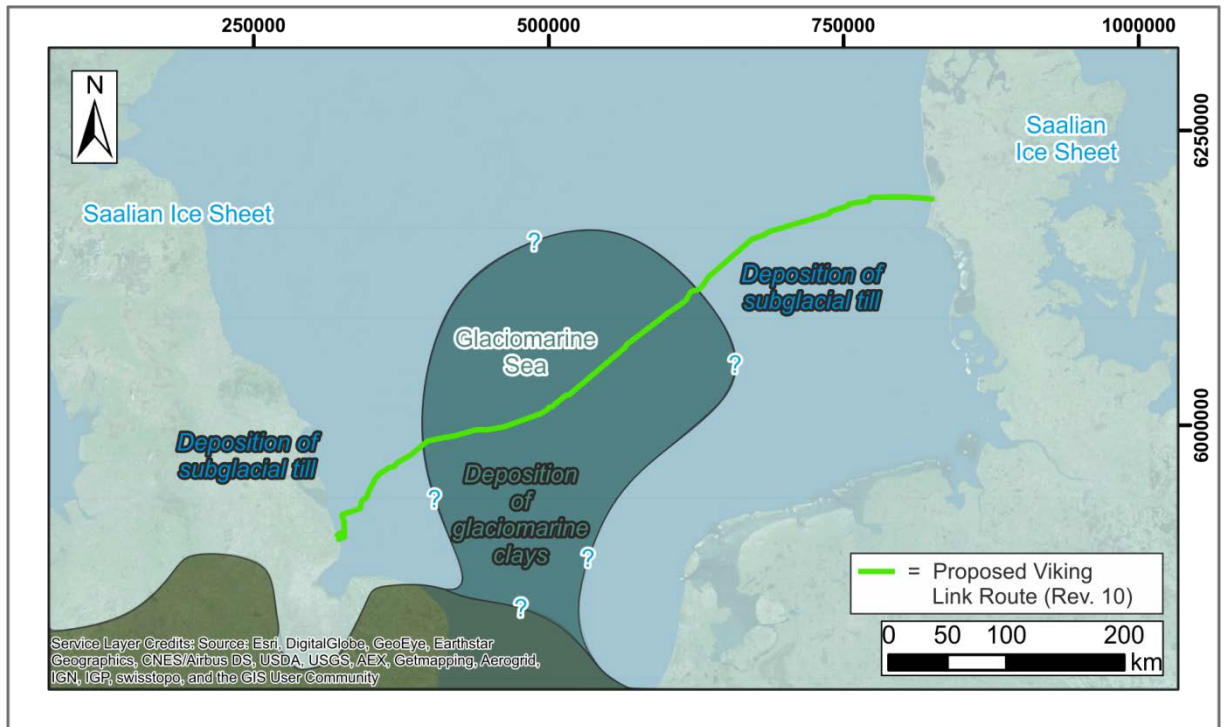 250000
500000
750000
1000000
N
Saalian
Ice Sheet
6250000
Saalian Ice Sheet
?
Deposition of
subglacial till
Glaciomarine
Sea
?
6000000
Deposition of
subglacial till
Deposition
of
glaciomarine
clays
?
?
?
= Proposed Viking
Link Route (Rev. 10)
0 50 100 200
km
Service Layer Credits: Source: Esri, DigitalGlobe, GeoEye, Earthstar
Geographics, CNES/Airbus DS, USDA, USGS, AEX, Getmapping, Aerogrid,
IGN, IGP, swisstopo, and the GIS User Community